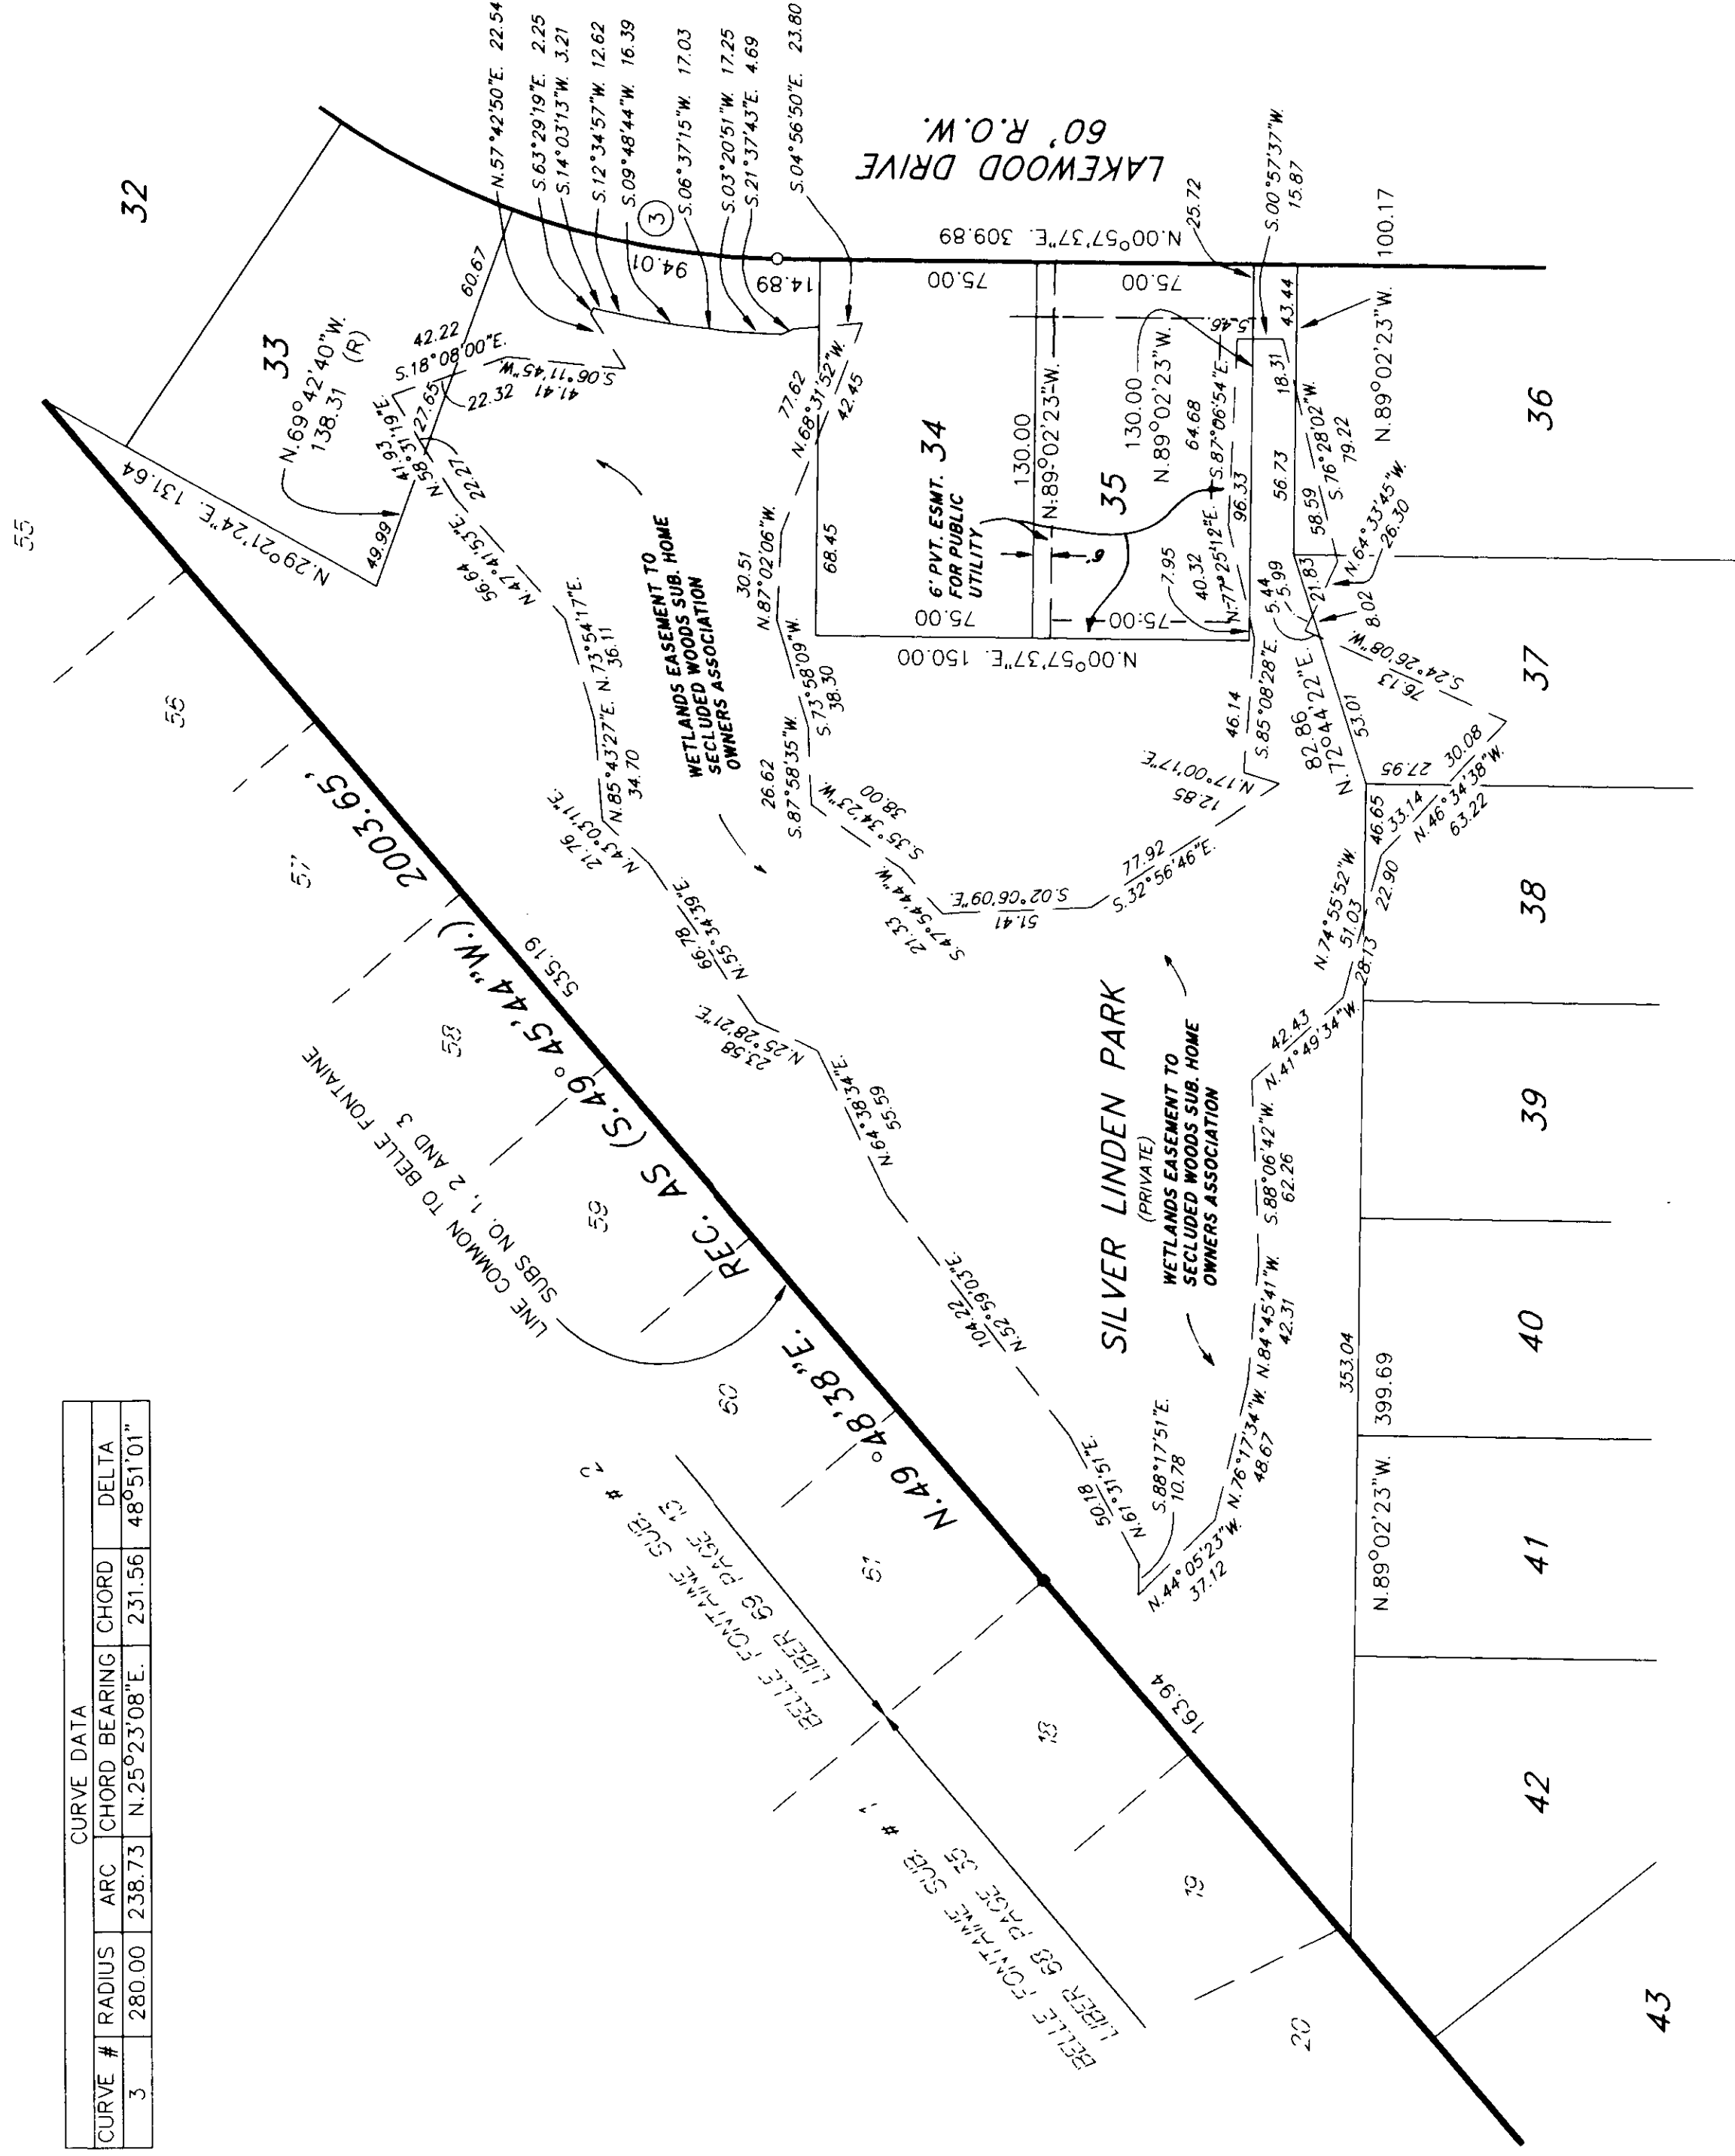 CURVE DATA
CURVE # RADIUS ARC CHORD BEARING CHORD DELTA
3 280.00 238.73 N.25°23'08"E. 231.56 48°51'01"
55
56
57
58
59
60
61
18
19
20
32
33
34
35
36
37
38
39
40
41
42
43
LINE COMMON TO BELLE FONTAINE
SUBS NO. 1, 2 AND 3
N.49°48'38"E. REC. AS (S.49°45'44"W.) 2003.65'
535.19
163.94
BELLE FONTAINE SUB. # 2
LIBER 69 PAGE 13
BELLE FONTAINE SUB. # 1
LIBER 68 PAGE 35
N.29°21'24"E. 131.64
N.69°42'40"W.
138.31
(R)
49.99
60.67
N.57°42'50"E. 22.54
S.63°29'19"E. 2.25
S.14°03'13"W. 3.21
S.12°34'57"W. 12.62
S.09°48'44"W. 16.39
3
S.06°37'15"W. 17.03
S.03°20'51"W. 17.25
S.21°37'43"E. 4.69
S.04°56'50"E. 23.80
94.01
14.89
LAKEWOOD DRIVE
60' R.O.W.
N.00°57'37"E. 309.89
75.00
75.00
25.72
S.00°57'37"W.
15.87
100.17
42.22
S.18°08'00"E.
27.65
22.32
41.41
S.06°11'45"W.
41.93
N.58°31'19"E.
22.27
56.64
N.47°41'53"E.
N.73°54'17"E.
36.11
N.85°43'27"E.
34.70
21.76
N.43°03'11"E.
66.78
N.55°34'39"E.
23.58
N.25°28'21"E.
N.64°38'34"E.
55.59
104.22
N.52°59'03"E.
50.18
N.61°31'51"E.
S.88°17'51"E.
10.78
N.44°05'23"W.
37.12
N.76°17'34"W.
48.67
N.84°45'41"W.
42.31
S.88°06'42"W.
62.26
42.43
N.41°49'34"W.
N.74°55'52"W.
51.03
28.13
22.90
46.65
33.14
N.46°34'38"W.
63.22
30.08
27.95
S.24°26'08"W.
76.13
8.02
N.64°33'45"W.
26.30
21.83
5.99
5.44
58.59
S.76°28'02"W.
79.22
18.31
56.73
43.44
N.89°02'23"W.
82.86
N.72°44'22"E.
53.01
WETLANDS EASEMENT TO
SECLUDED WOODS SUB. HOME
OWNERS ASSOCIATION
77.62
N.68°31'52"W.
42.45
30.51
N.87°02'06"W.
S.73°58'09"W.
38.30
26.62
S.87°58'35"W.
S.35°34'23"W.
38.00
21.33
S.47°54'44"W.
S.02°06'09"E.
51.41
77.92
S.32°56'46"E.
12.85
N.17°00'17"E.
46.14
S.85°08'28"E.
7.95
40.32
N.77°25'12"E.
96.33
64.68
S.87°06'54"E.
5.46
68.45
130.00
N.89°02'23"W.
130.00
N.89°02'23"W.
6' PVT. ESMT.
FOR PUBLIC
UTILITY
6'
75.00
75.00
N.00°57'37"E. 150.00
SILVER LINDEN PARK
(PRIVATE)
WETLANDS EASEMENT TO
SECLUDED WOODS SUB. HOME
OWNERS ASSOCIATION
353.04
N.89°02'23"W. 399.69